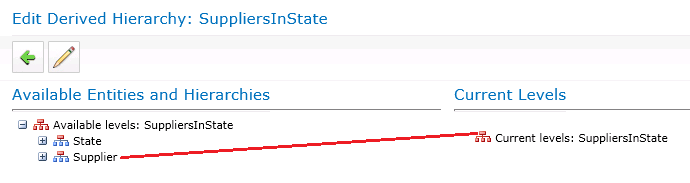 Edit Derived Hierarchy: SuppliersInState
Available Entities and Hierarchies
Current Levels
Available levels: SuppliersInState
State
Supplier
Current levels: SuppliersInState